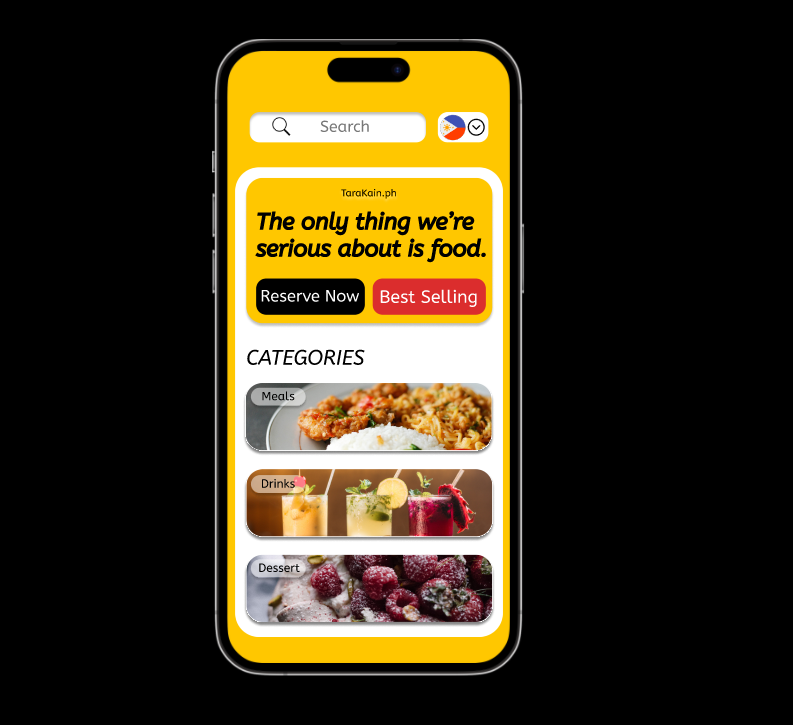 Search
TaraKain.ph
The only thing we're
serious about is food.
Reserve Now
Best Selling
CATEGORIES
Meals
Drinks
Dessert